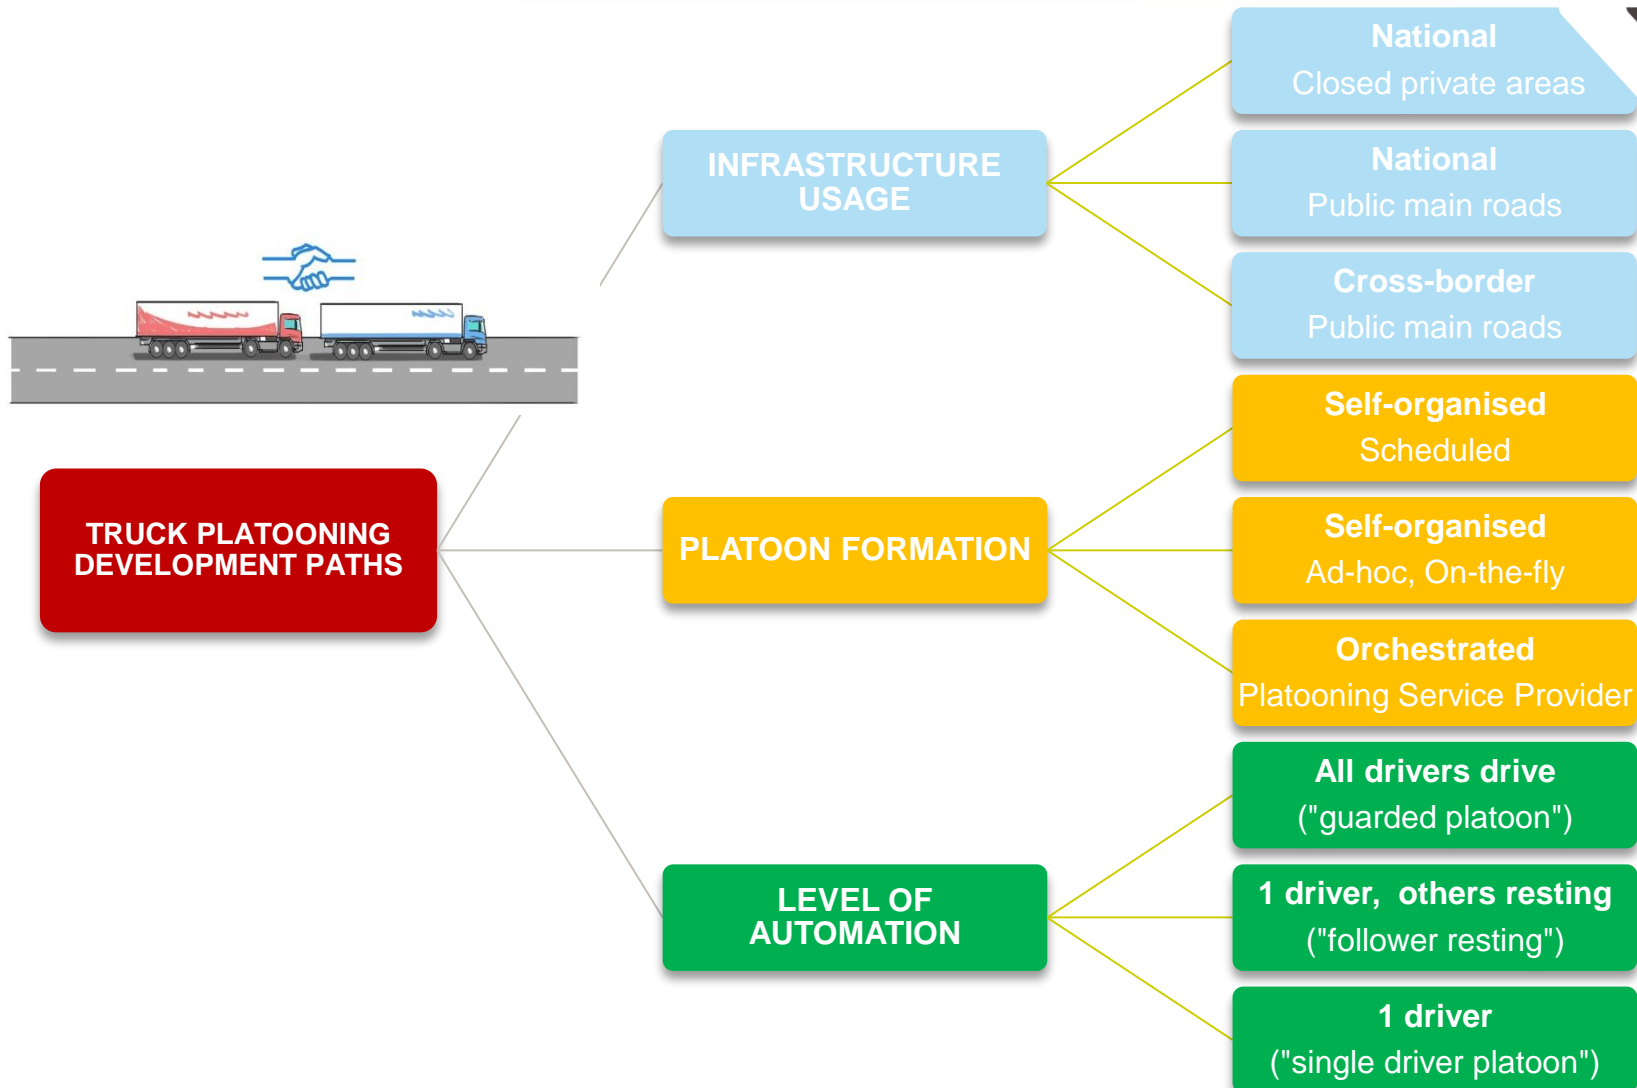 TRUCK PLATOONING
DEVELOPMENT PATHS
INFRASTRUCTURE
USAGE
National
Closed private areas
National
Public main roads
Cross-border
Public main roads
PLATOON FORMATION
Self-organised
Scheduled
Self-organised
Ad-hoc, On-the-fly
Orchestrated
Platooning Service Provider
LEVEL OF
AUTOMATION
All drivers drive
("guarded platoon")
1 driver,  others resting
("follower resting")
1 driver
("single driver platoon")